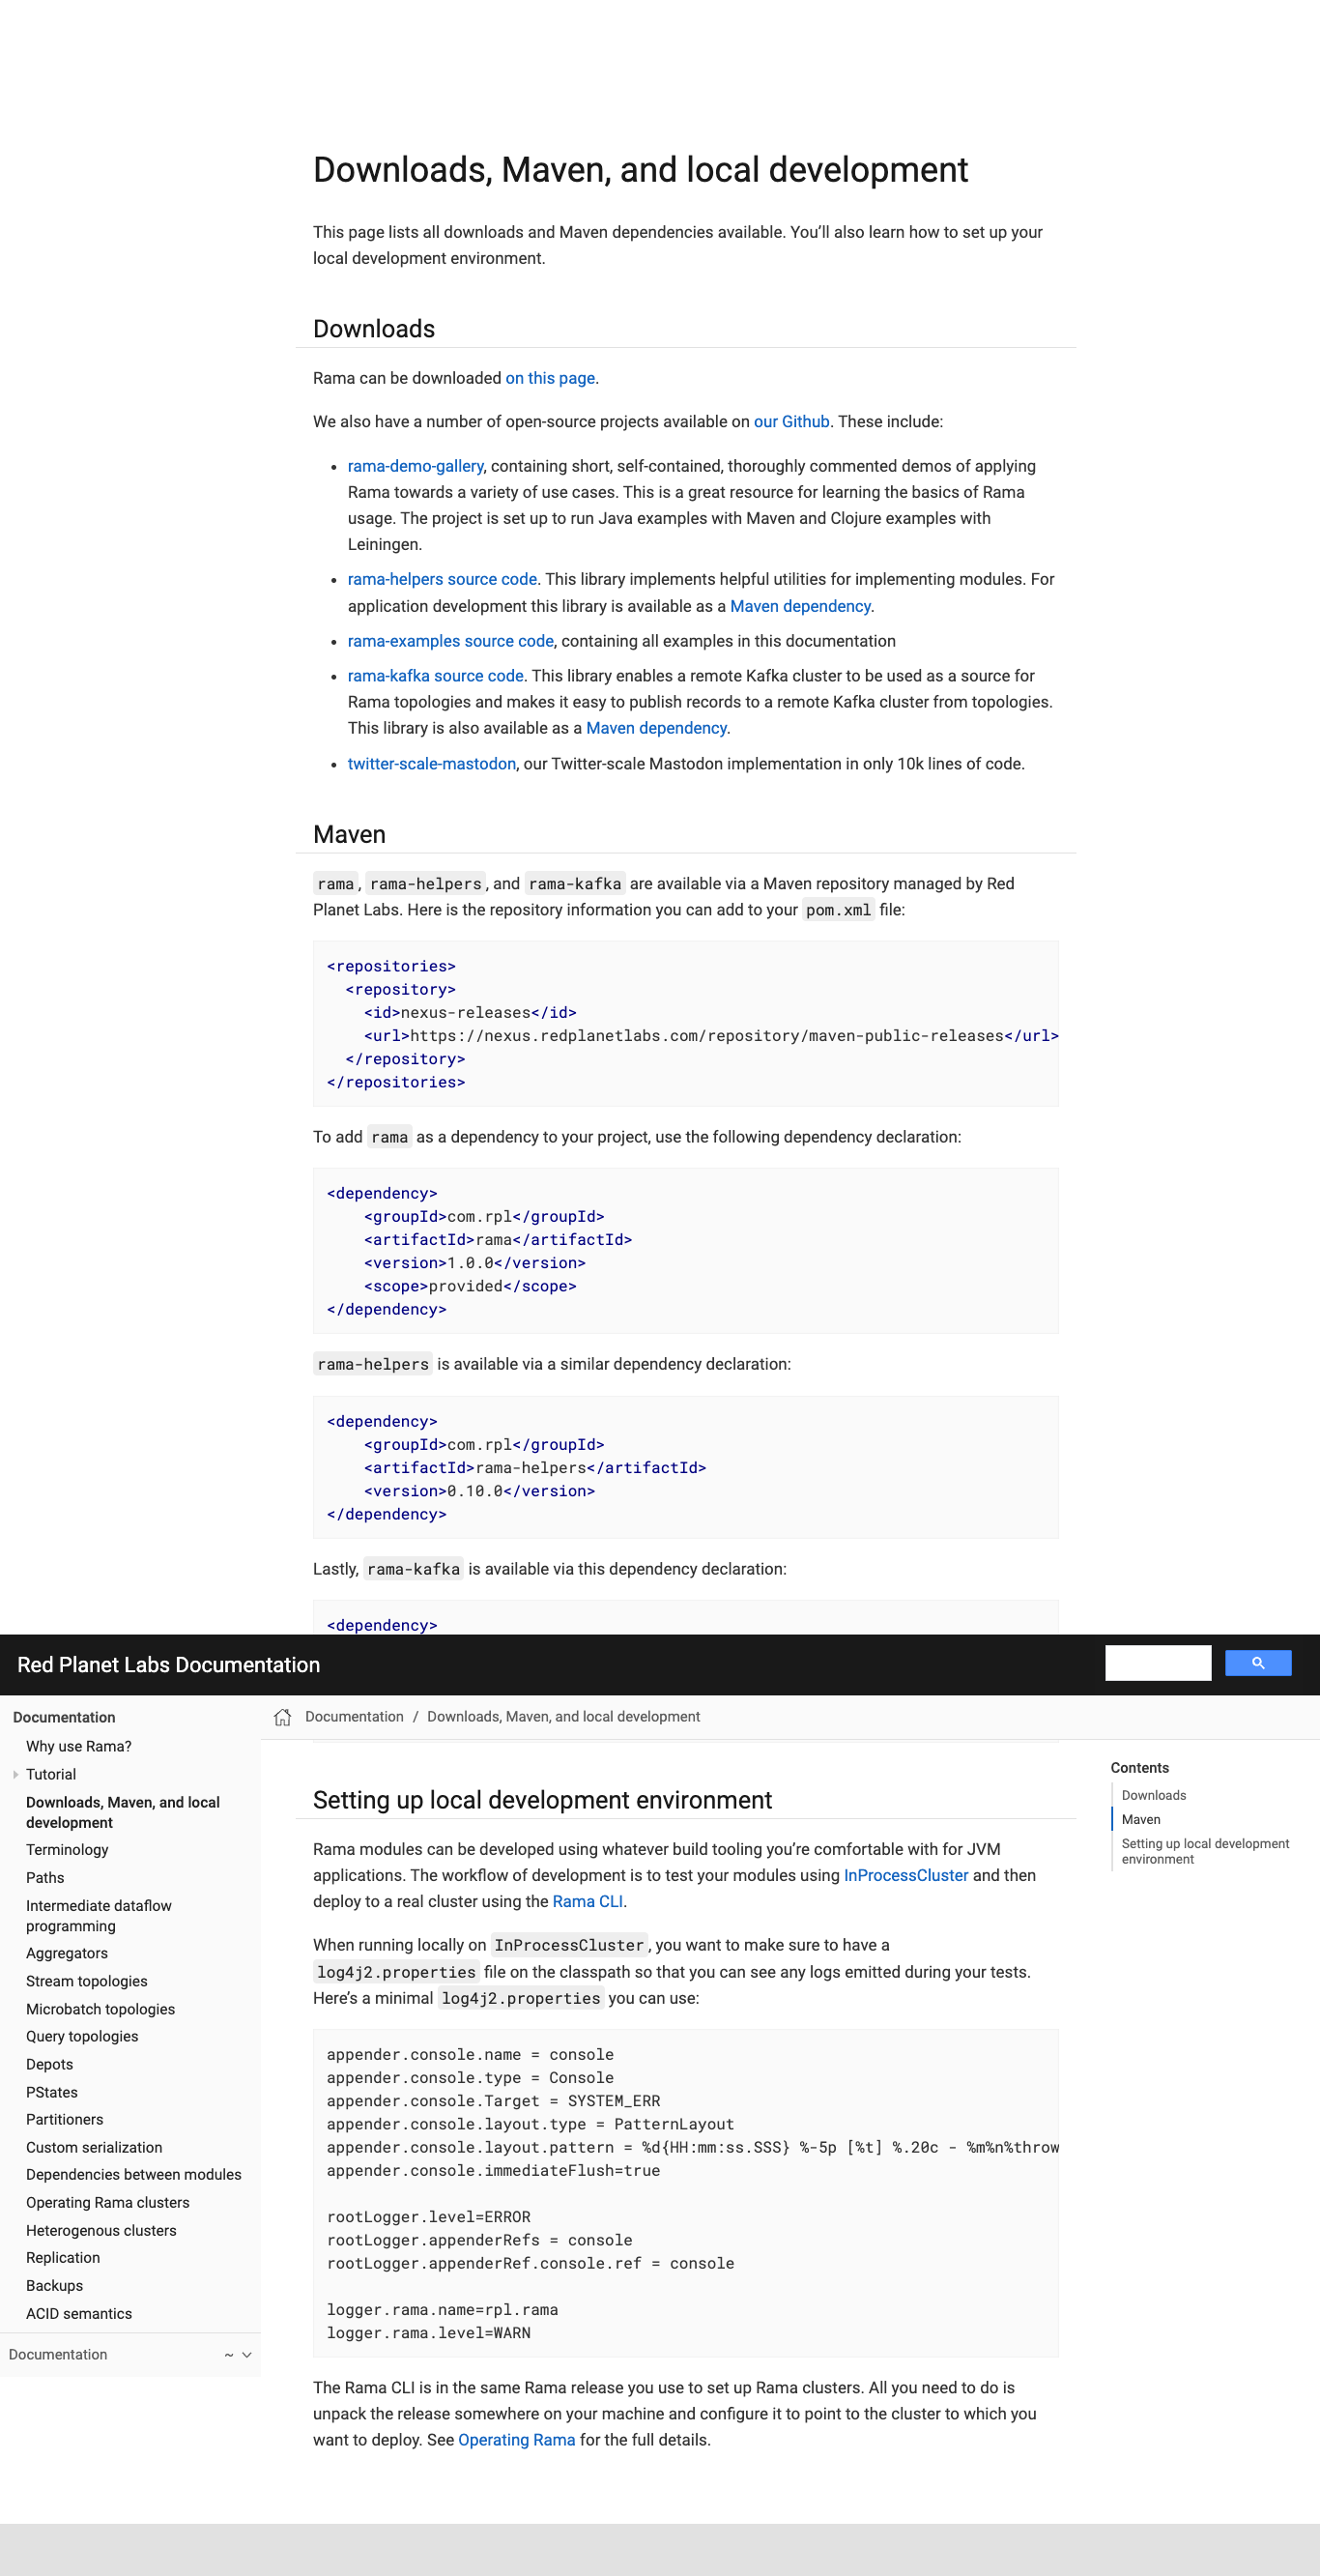 Downloads, Maven, and local development
This page lists all downloads and Maven dependencies available. You’ll also learn how to set up your
local development environment.
Downloads
Rama can be downloaded on this page.
We also have a number of open-source projects available on our Github. These include:
• rama-demo-gallery, containing short, self-contained, thoroughly commented demos of applying
Rama towards a variety of use cases. This is a great resource for learning the basics of Rama
usage. The project is set up to run Java examples with Maven and Clojure examples with
Leiningen.
• rama-helpers source code. This library implements helpful utilities for implementing modules. For
application development this library is available as a Maven dependency.
• rama-examples source code, containing all examples in this documentation
• rama-kafka source code. This library enables a remote Kafka cluster to be used as a source for
Rama topologies and makes it easy to publish records to a remote Kafka cluster from topologies.
This library is also available as a Maven dependency.
• twitter-scale-mastodon, our Twitter-scale Mastodon implementation in only 10k lines of code.
Maven
rama, rama-helpers, and rama-kafka are available via a Maven repository managed by Red
Planet Labs. Here is the repository information you can add to your pom.xml file:
<repositories>
  <repository>
    <id>nexus-releases</id>
    <url>https://nexus.redplanetlabs.com/repository/maven-public-releases</url>
  </repository>
</repositories>
To add rama as a dependency to your project, use the following dependency declaration:
<dependency>
    <groupId>com.rpl</groupId>
    <artifactId>rama</artifactId>
    <version>1.0.0</version>
    <scope>provided</scope>
</dependency>
rama-helpers is available via a similar dependency declaration:
<dependency>
    <groupId>com.rpl</groupId>
    <artifactId>rama-helpers</artifactId>
    <version>0.10.0</version>
</dependency>
Lastly, rama-kafka is available via this dependency declaration:
<dependency>
Red Planet Labs Documentation
Documentation
Why use Rama?
Tutorial
Downloads, Maven, and local
development
Terminology
Paths
Intermediate dataflow
programming
Aggregators
Stream topologies
Microbatch topologies
Query topologies
Depots
PStates
Partitioners
Custom serialization
Dependencies between modules
Operating Rama clusters
Heterogenous clusters
Replication
Backups
ACID semantics
Documentation ~
Documentation / Downloads, Maven, and local development
Setting up local development environment
Rama modules can be developed using whatever build tooling you’re comfortable with for JVM
applications. The workflow of development is to test your modules using InProcessCluster and then
deploy to a real cluster using the Rama CLI.
When running locally on InProcessCluster, you want to make sure to have a
log4j2.properties file on the classpath so that you can see any logs emitted during your tests.
Here’s a minimal log4j2.properties you can use:
appender.console.name = console
appender.console.type = Console
appender.console.Target = SYSTEM_ERR
appender.console.layout.type = PatternLayout
appender.console.layout.pattern = %d{HH:mm:ss.SSS} %-5p [%t] %.20c - %m%n%throw
appender.console.immediateFlush=true
rootLogger.level=ERROR
rootLogger.appenderRefs = console
rootLogger.appenderRef.console.ref = console
logger.rama.name=rpl.rama
logger.rama.level=WARN
The Rama CLI is in the same Rama release you use to set up Rama clusters. All you need to do is
unpack the release somewhere on your machine and configure it to point to the cluster to which you
want to deploy. See Operating Rama for the full details.
Contents
Downloads
Maven
Setting up local development
environment